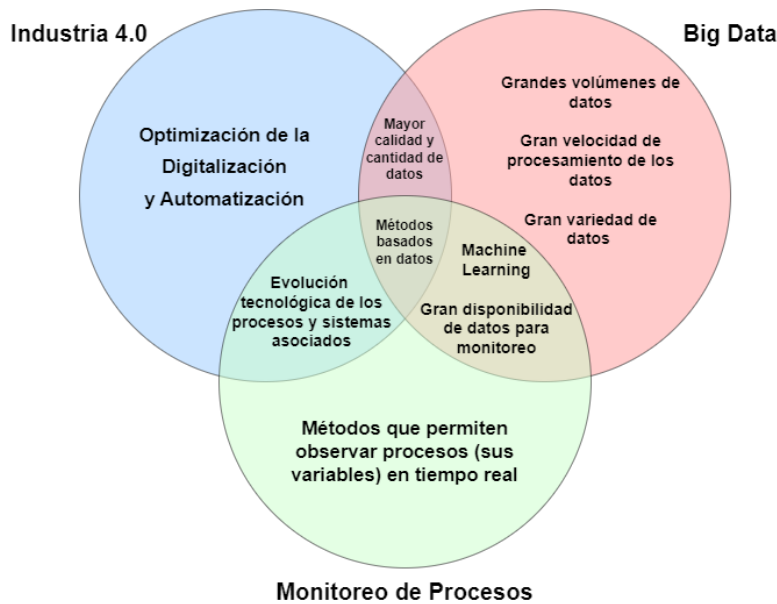 Industria 4.0
Big Data
Optimización de la
Digitalización
y Automatización
Mayor
calidad y
cantidad de
datos
Grandes volúmenes de
datos
Gran velocidad de
procesamiento de los
datos
Gran variedad de
datos
Métodos
basados
en datos
Machine
Learning
Gran disponibilidad
de datos para
monitoreo
Evolución
tecnológica de los
procesos y sistemas
asociados
Métodos que permiten
observar procesos (sus
variables) en tiempo real
Monitoreo de Procesos